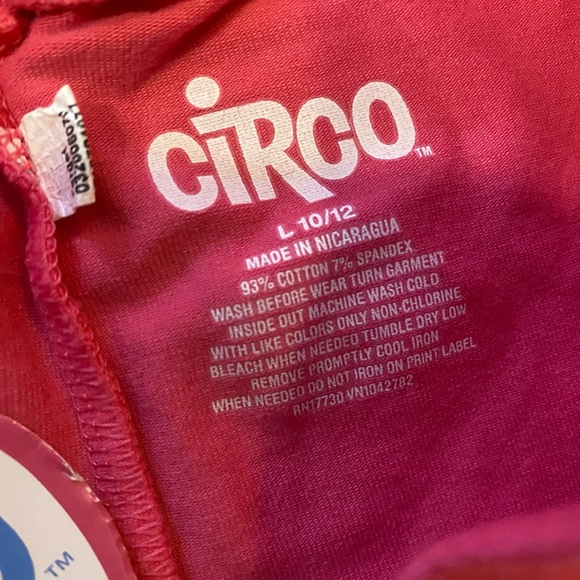 CIRCO™
L 10/12
MADE IN NICARAGUA
93% COTTON 7% SPANDEX
WASH BEFORE WEAR TURN GARMENT
INSIDE OUT MACHINE WASH COLD
WITH LIKE COLORS ONLY NON-CHLORINE
BLEACH WHEN NEEDED TUMBLE DRY LOW
REMOVE PROMPTLY COOL IRON
WHEN NEEDED DO NOT IRON ON PRINT LABEL
RN17730 VN1042782
TM